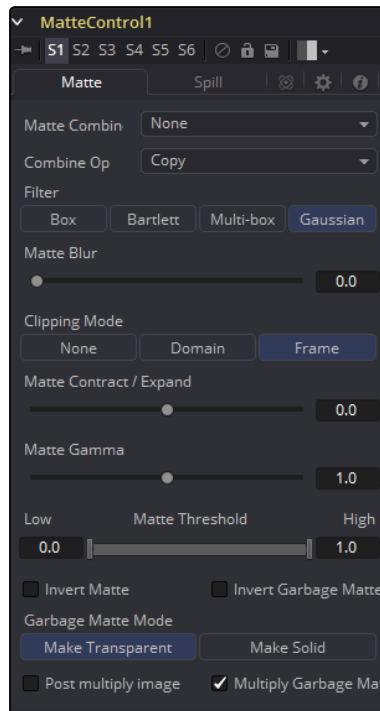 MatteControl1
S1 S2 S3 S4 S5 S6
Matte Spill
Matte Combin None
Combine Op Copy
Filter
Box Bartlett Multi-box Gaussian
Matte Blur
0.0
Clipping Mode
None Domain Frame
Matte Contract / Expand
0.0
Matte Gamma
1.0
Low Matte Threshold High
0.0 1.0
Invert Matte Invert Garbage Matte
Garbage Matte Mode
Make Transparent Make Solid
Post multiply image Multiply Garbage Ma